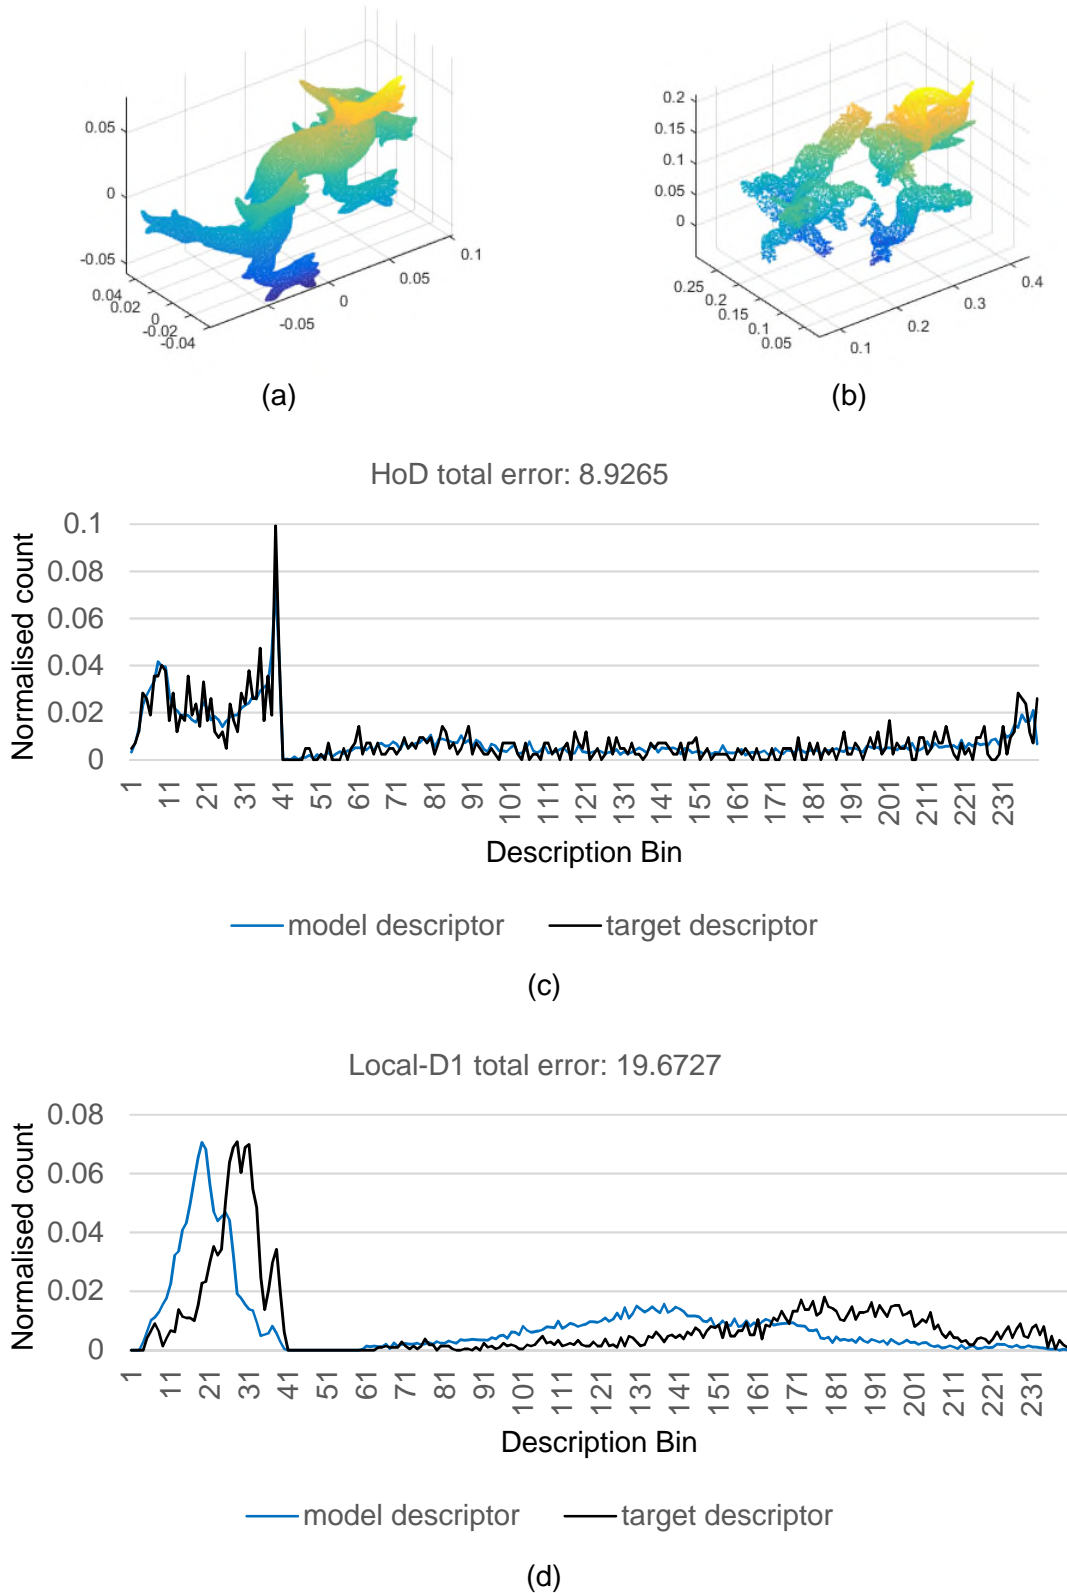 0.05
0
-0.05
0.04
0.02
0
-0.02
-0.04
-0.05
0
0.05
0.1
(a)
0.2
0.15
0.1
0.05
0
0.25
0.2
0.15
0.1
0.05
0.1
0.2
0.3
0.4
(b)
HoD total error: 8.9265
Normalised count
0.1
0.08
0.06
0.04
0.02
0
1 11 21 31 41 51 61 71 81 91 101 111 121 131 141 151 161 171 181 191 201 211 221 231
Description Bin
model descriptor target descriptor
(c)
Local-D1 total error: 19.6727
Normalised count
0.08
0.06
0.04
0.02
0
1 11 21 31 41 51 61 71 81 91 101 111 121 131 141 151 161 171 181 191 201 211 221 231
Description Bin
model descriptor target descriptor
(d)